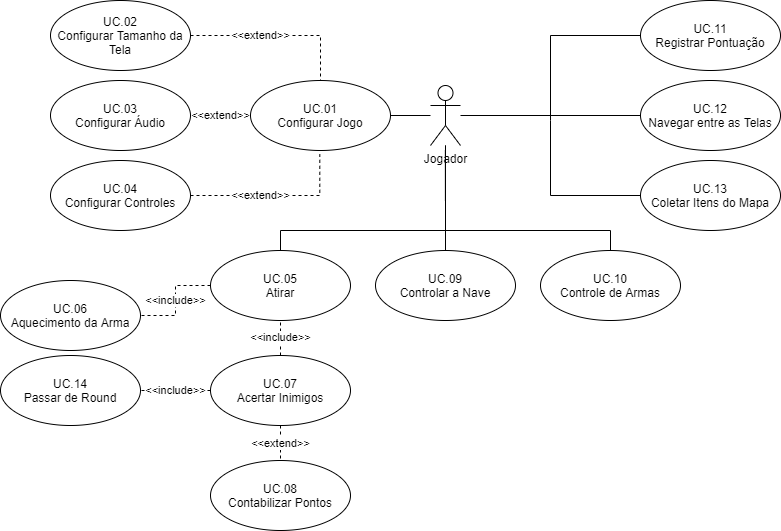 UC.02
Configurar Tamanho da
Tela
<<extend>>
UC.11
Registrar Pontuação
UC.03
Configurar Áudio
<<extend>>
UC.01
Configurar Jogo
Jogador
UC.12
Navegar entre as Telas
UC.04
Configurar Controles
<<extend>>
UC.13
Coletar Itens do Mapa
UC.05
Atirar
UC.09
Controlar a Nave
UC.10
Controle de Armas
<<include>>
UC.06
Aquecimento da Arma
<<include>>
UC.14
Passar de Round
<<include>>
UC.07
Acertar Inimigos
<<extend>>
UC.08
Contabilizar Pontos